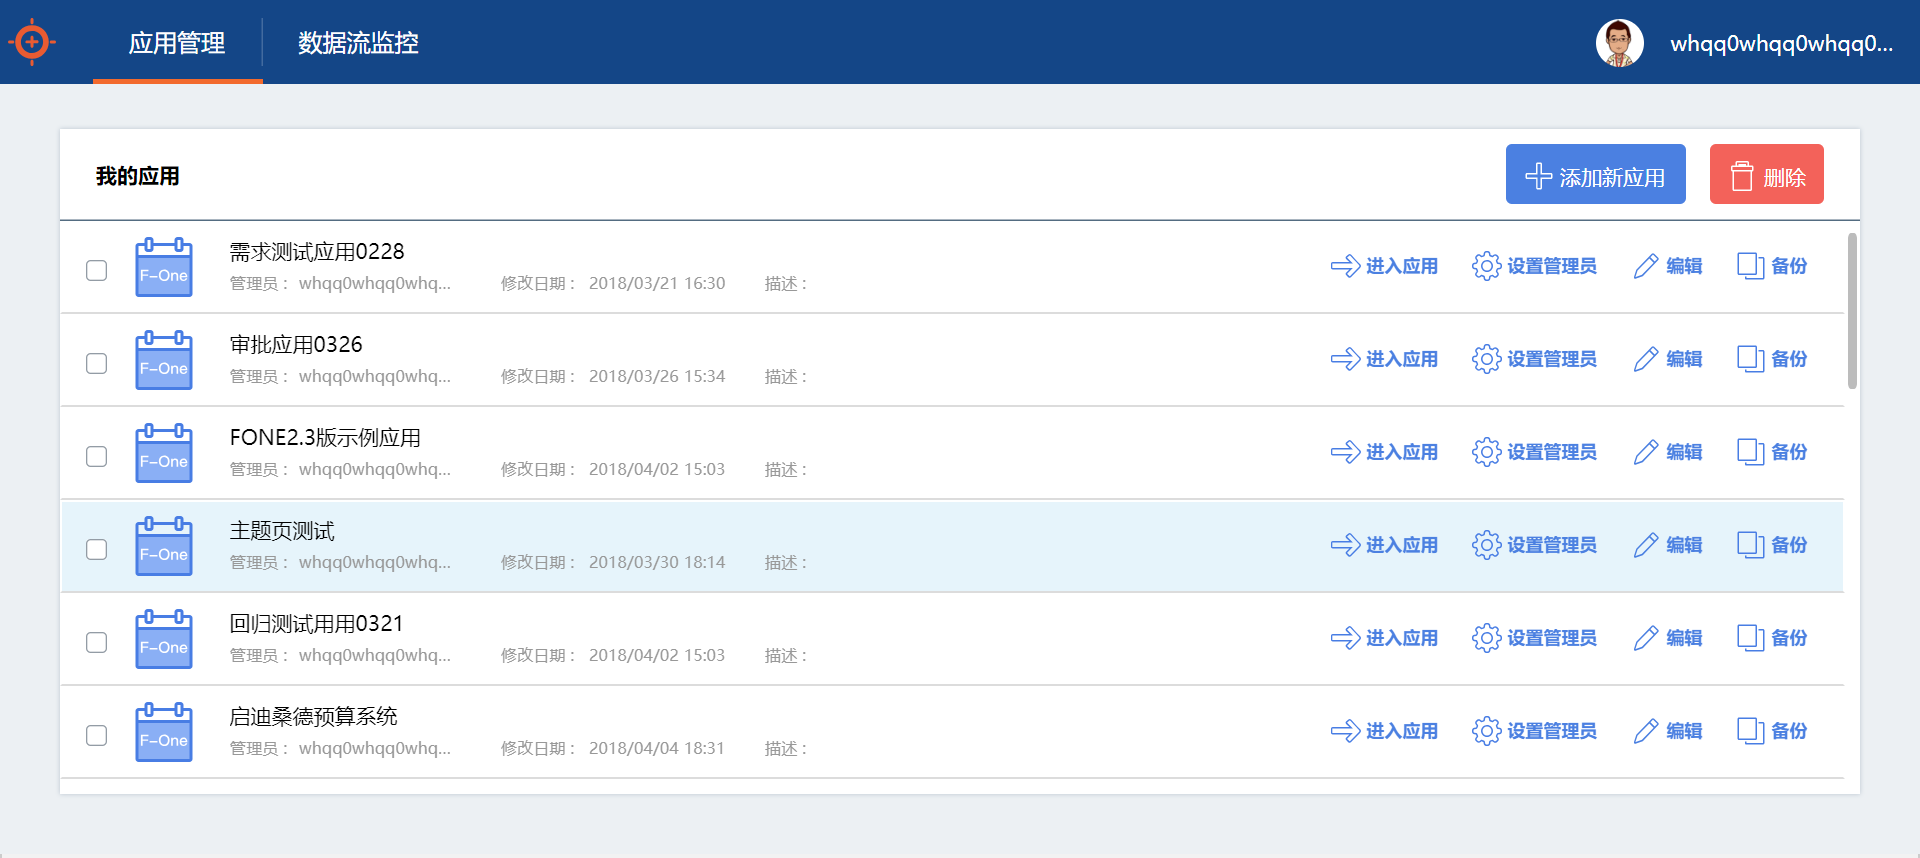 应用管理 数据流监控 whqq0whqq0whqq0...
我的应用 添加新应用 删除
F-One 需求测试应用0228
管理员： whqq0whqq0whq... 修改日期： 2018/03/21 16:30 描述： 进入应用 设置管理员 编辑 备份
F-One 审批应用0326
管理员： whqq0whqq0whq... 修改日期： 2018/03/26 15:34 描述： 进入应用 设置管理员 编辑 备份
F-One FONE2.3版示例应用
管理员： whqq0whqq0whq... 修改日期： 2018/04/02 15:03 描述： 进入应用 设置管理员 编辑 备份
F-One 主题页测试
管理员： whqq0whqq0whq... 修改日期： 2018/03/30 18:14 描述： 进入应用 设置管理员 编辑 备份
F-One 回归测试用用0321
管理员： whqq0whqq0whq... 修改日期： 2018/04/02 15:03 描述： 进入应用 设置管理员 编辑 备份
F-One 启迪桑德预算系统
管理员： whqq0whqq0whq... 修改日期： 2018/04/04 18:31 描述： 进入应用 设置管理员 编辑 备份